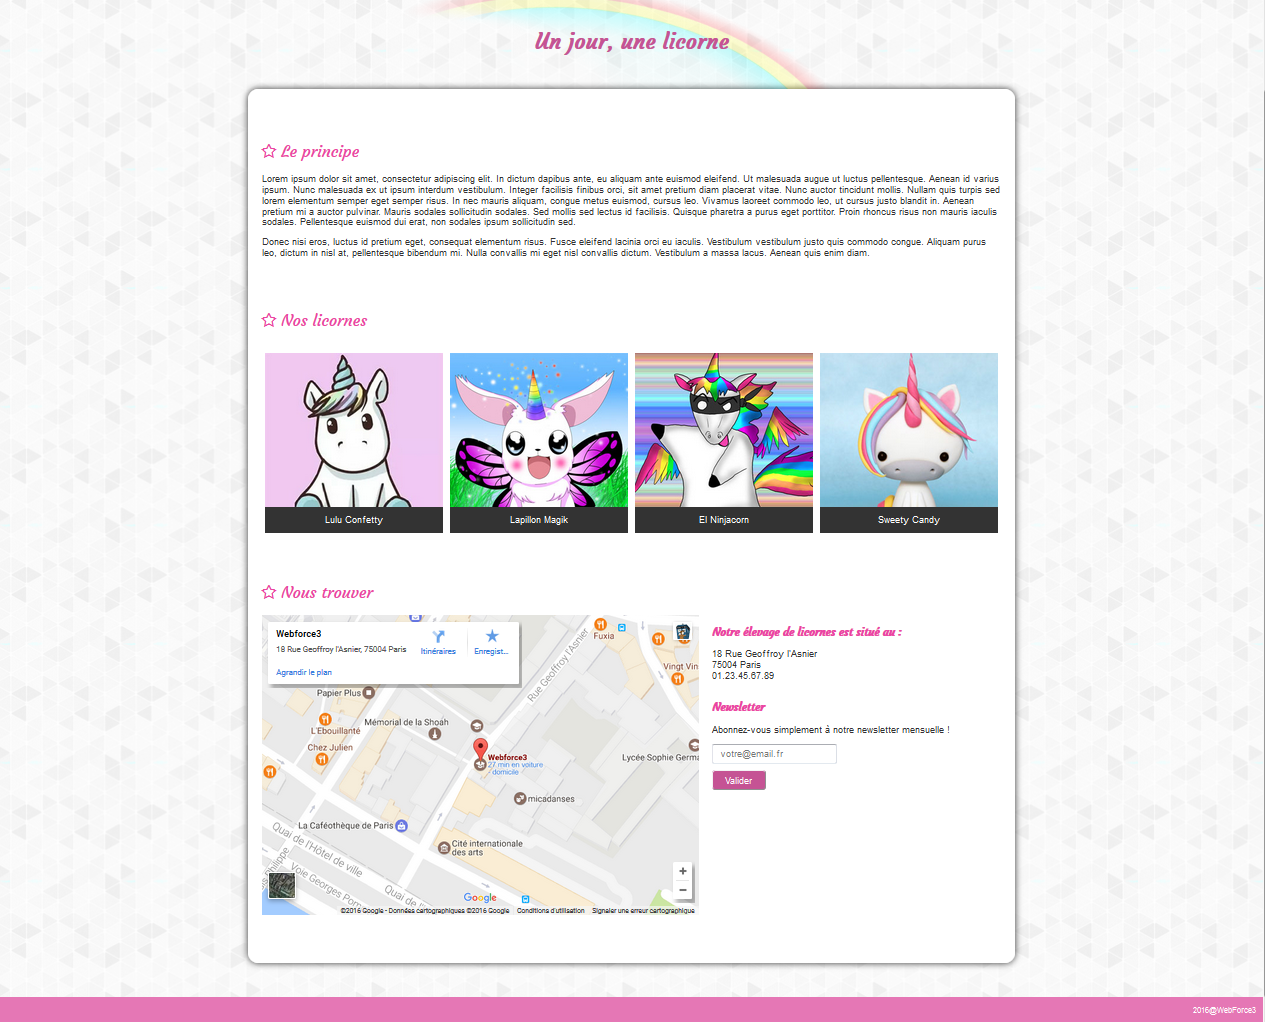 Un jour, une licorne
Le principe
Lorem ipsum dolor sit amet, consectetur adipiscing elit. In dictum dapibus ante, eu aliquam ante euismod eleifend. Ut malesuada augue ut luctus pellentesque. Aenean id varius
ipsum. Nunc malesuada ex ut ipsum interdum vestibulum. Integer facilisis finibus orci, sit amet pretium diam placerat vitae. Nunc auctor tincidunt mollis. Nullam quis turpis sed
lorem elementum semper eget semper risus. In nec mauris aliquam, congue metus euismod, cursus leo. Vivamus laoreet commodo leo, ut cursus justo blandit in. Aenean
pretium mi a auctor pulvinar. Mauris sodales sollicitudin sodales. Sed mollis sed lectus id facilisis. Quisque pharetra a purus eget porttitor. Proin rhoncus risus non mauris iaculis
sodales. Pellentesque euismod dui erat, non sodales ipsum sollicitudin sed.
Donec nisi eros, luctus id pretium eget, consequat elementum risus. Fusce eleifend lacinia orci eu iaculis. Vestibulum vestibulum justo quis commodo congue. Aliquam purus
leo, dictum in nisl at, pellentesque bibendum mi. Nulla convallis mi eget nisl convallis dictum. Vestibulum a massa lacus. Aenean quis enim diam.
Nos licornes
Lulu Confetty
Lapillon Magik
El Ninjacorn
Sweety Candy
Nous trouver
Webforce3
18 Rue Geoffroy l'Asnier, 75004 Paris
Itinéraires
Enregist...
Agrandir le plan
Fuxia
Rue Geoffroy l'Asnier
Vingt Vin
Papier Plus
L'Ebouillanté
Mémorial de la Shoah
Chez Julien
Webforce3
27 min en voiture
domicile
Lycée Sophie Germa
micadanses
La Caféothèque de Paris
Cité internationale
des arts
Quai de l'Hôtel de ville
Voie Georges Pom
Quai de l'
Google
+
−
©2016 Google - Données cartographiques ©2016 Google
Conditions d'utilisation
Signaler une erreur cartographique
Notre élevage de licornes est situé au :
18 Rue Geoffroy l'Asnier
75004 Paris
01.23.45.67.89
Newsletter
Abonnez-vous simplement à notre newsletter mensuelle !
votre@email.fr
Valider
2016@WebForce3